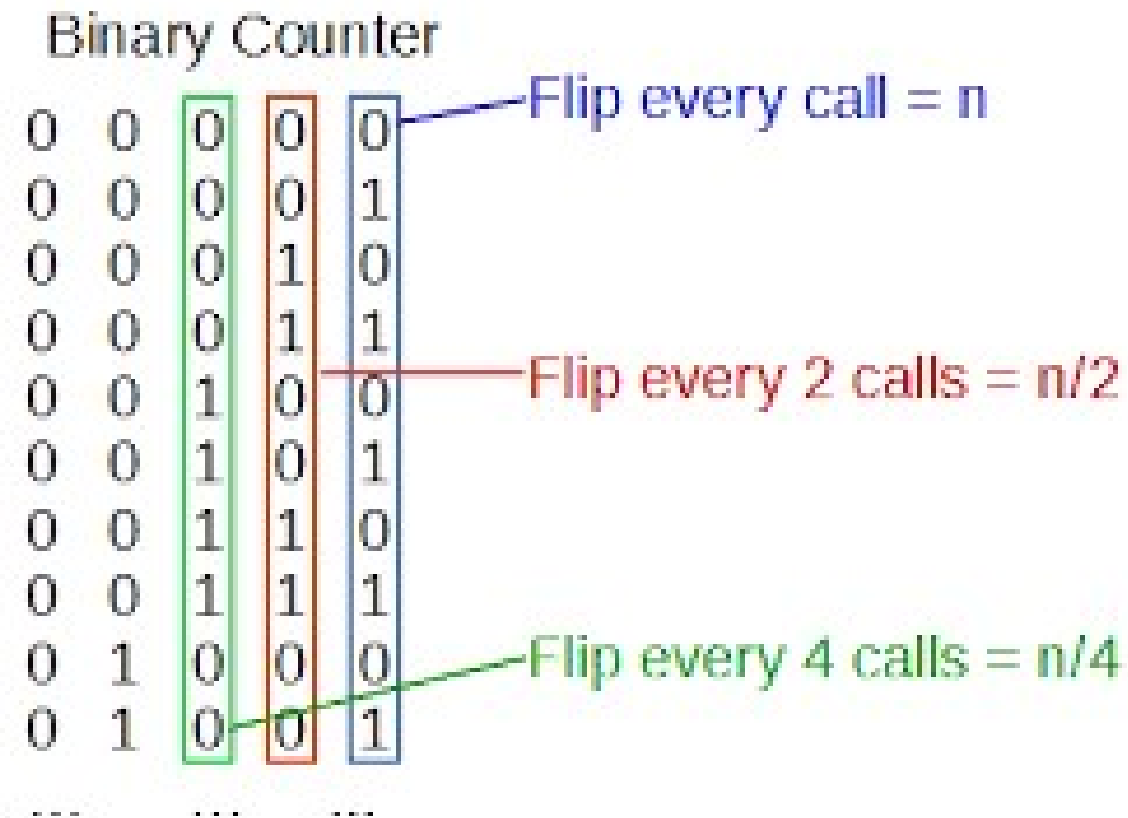 Binary Counter
Flip every call = n
0 0 0 0 0
0 0 0 0 1
0 0 0 1 0
0 0 0 1 1
Flip every 2 calls = n/2
0 0 1 0 0
0 0 1 0 1
0 0 1 1 0
0 0 1 1 1
Flip every 4 calls = n/4
0 1 0 0 0
0 1 0 0 1